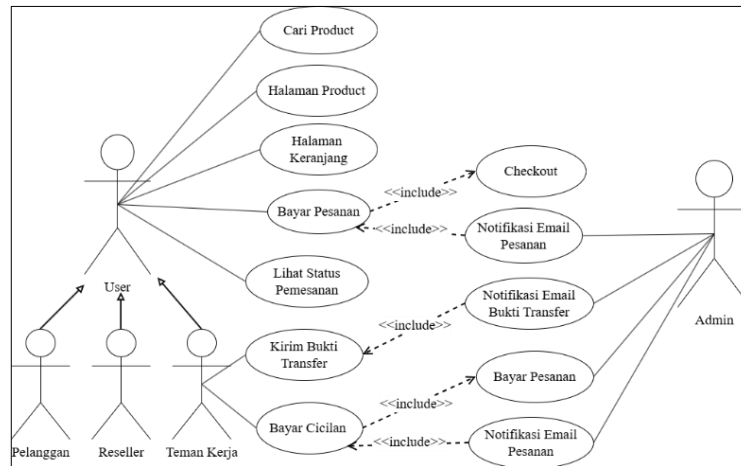 Cari Product
Halaman Product
Halaman
Keranjang
<<include>>
Checkout
Bayar Pesanan
<<include>>
Notifikasi Email
Pesanan
Lihat Status
Pemesanan
User
Notifikasi Email
Bukti Transfer
Admin
Kirim Bukti
Transfer
<<include>>
Bayar Pesanan
<<include>>
Bayar Cicilan
<<include>>
Notifikasi Email
Pesanan
Pelanggan
Reseller
Teman Kerja